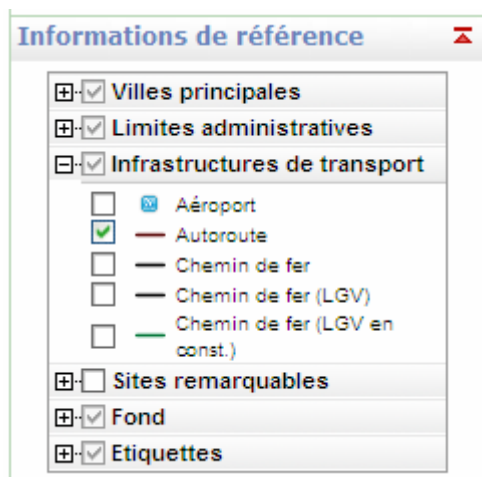 Informations de référence
Villes principales
Limites administratives
Infrastructures de transport
Aéroport
Autoroute
Chemin de fer
Chemin de fer (LGV)
Chemin de fer (LGV en
const.)
Sites remarquables
Fond
Etiquettes